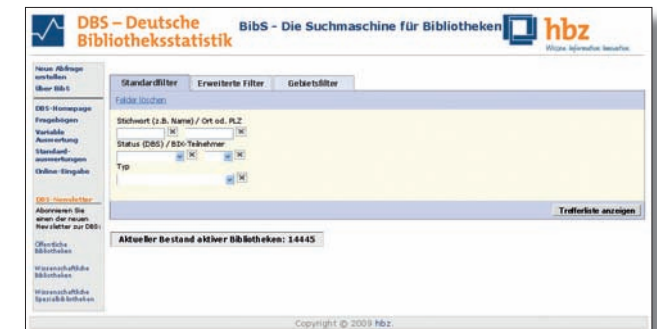 DBS – Deutsche Bibliotheksstatistik
BibS - Die Suchmaschine für Bibliotheken
hbz
Wissen. Information. Innovation.
Neue Abfrage
erstellen
Über BibS
DBS-Homepage
Fragebögen
Variable
Auswertung
Standard-
auswertungen
Online-Eingabe
DBS-Newsletter
Abonnieren Sie
einen der neuen
Newsletter zur DBS:
Öffentliche
Bibliotheken
Wissenschaftliche
Bibliotheken
Wissenschaftliche
Spezialbibliotheken
Standardfilter Erweiterte Filter Gebietsfilter
Felder löschen
Stichwort (z.B. Name) / Ort od. PLZ
Status (DBS) / BIX-Teilnehmer
Typ
Trefferliste anzeigen
Aktueller Bestand aktiver Bibliotheken: 14445
Copyright © 2009 hbz.